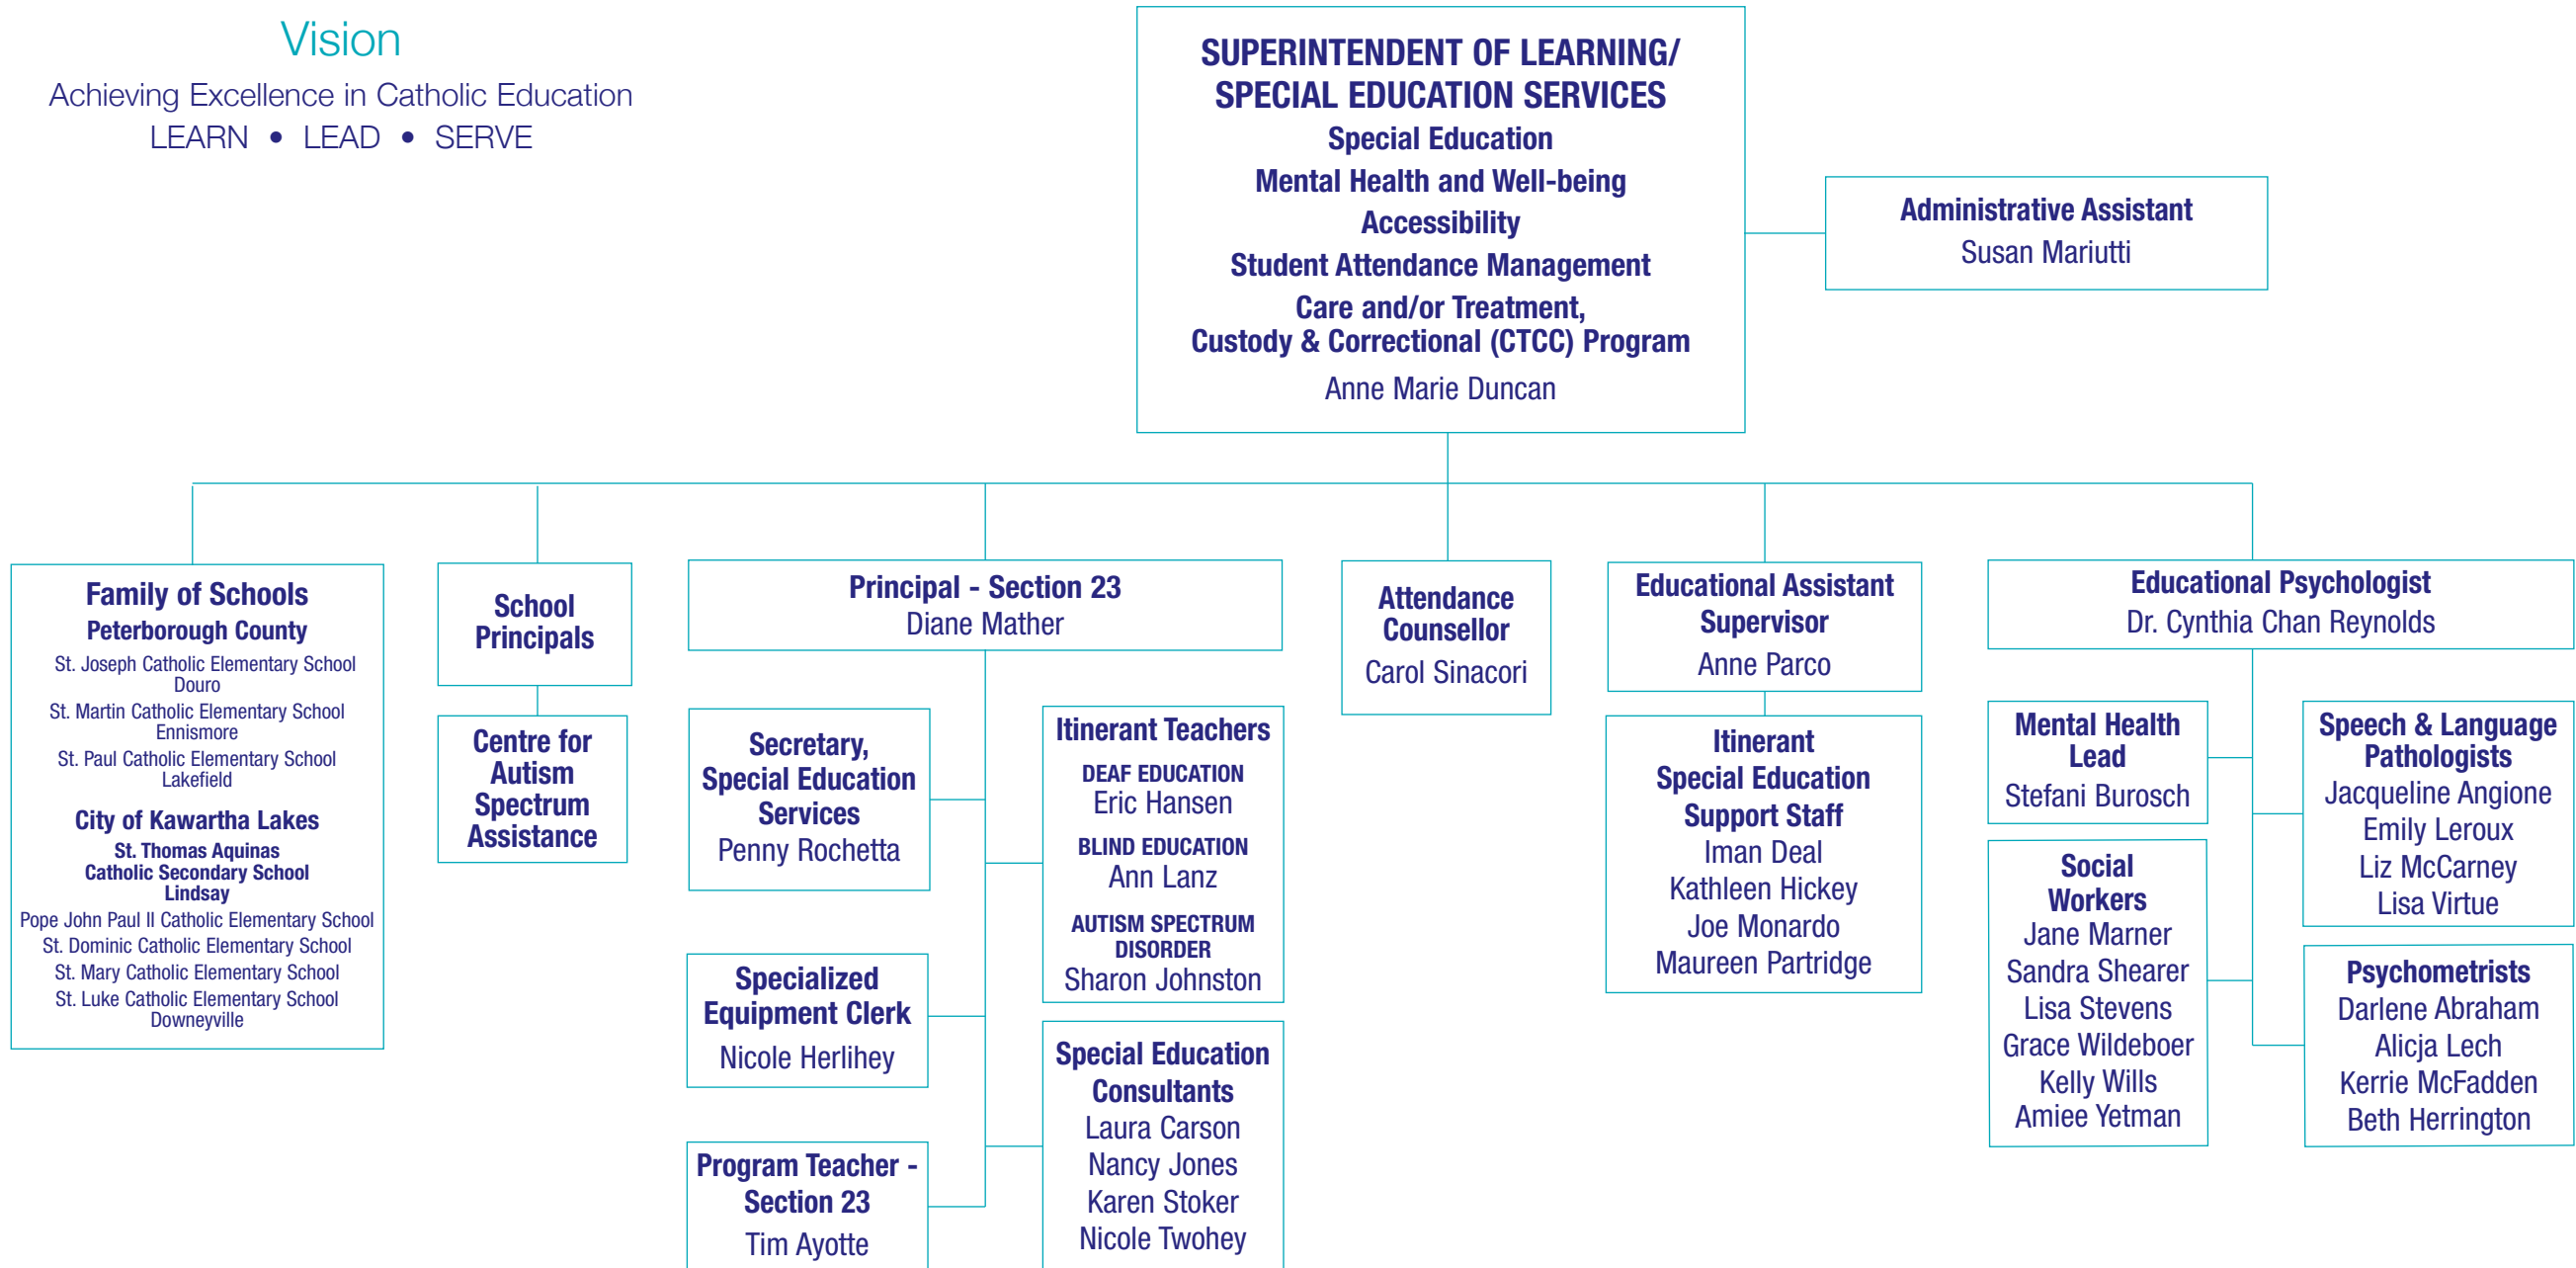 Vision
Achieving Excellence in Catholic Education
LEARN • LEAD • SERVE
SUPERINTENDENT OF LEARNING/
SPECIAL EDUCATION SERVICES
Special Education
Mental Health and Well-being
Accessibility
Student Attendance Management
Care and/or Treatment,
Custody & Correctional (CTCC) Program
Anne Marie Duncan
Administrative Assistant
Susan Mariutti
Family of Schools
Peterborough County
St. Joseph Catholic Elementary School
Douro
St. Martin Catholic Elementary School
Ennismore
St. Paul Catholic Elementary School
Lakefield
City of Kawartha Lakes
St. Thomas Aquinas
Catholic Secondary School
Lindsay
Pope John Paul II Catholic Elementary School
St. Dominic Catholic Elementary School
St. Mary Catholic Elementary School
St. Luke Catholic Elementary School
Downeyville
School
Principals
Centre for
Autism
Spectrum
Assistance
Principal - Section 23
Diane Mather
Secretary,
Special Education
Services
Penny Rochetta
Specialized
Equipment Clerk
Nicole Herlihey
Program Teacher -
Section 23
Tim Ayotte
Itinerant Teachers
DEAF EDUCATION
Eric Hansen
BLIND EDUCATION
Ann Lanz
AUTISM SPECTRUM
DISORDER
Sharon Johnston
Special Education
Consultants
Laura Carson
Nancy Jones
Karen Stoker
Nicole Twohey
Attendance
Counsellor
Carol Sinacori
Educational Assistant
Supervisor
Anne Parco
Itinerant
Special Education
Support Staff
Iman Deal
Kathleen Hickey
Joe Monardo
Maureen Partridge
Educational Psychologist
Dr. Cynthia Chan Reynolds
Mental Health
Lead
Stefani Burosch
Social
Workers
Jane Marner
Sandra Shearer
Lisa Stevens
Grace Wildeboer
Kelly Wills
Amiee Yetman
Speech & Language
Pathologists
Jacqueline Angione
Emily Leroux
Liz McCarney
Lisa Virtue
Psychometrists
Darlene Abraham
Alicja Lech
Kerrie McFadden
Beth Herrington